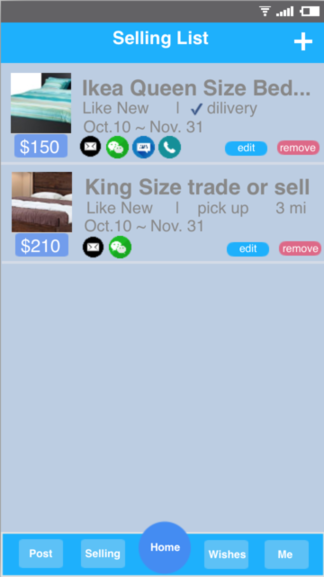 Selling List
+
Ikea Queen Size Bed...
Like New | ✓ dilivery
Oct.10 ~ Nov. 31
$150
edit
remove
King Size trade or sell
Like New | pick up 3 mi
Oct.10 ~ Nov. 31
$210
edit
remove
Post
Selling
Home
Wishes
Me